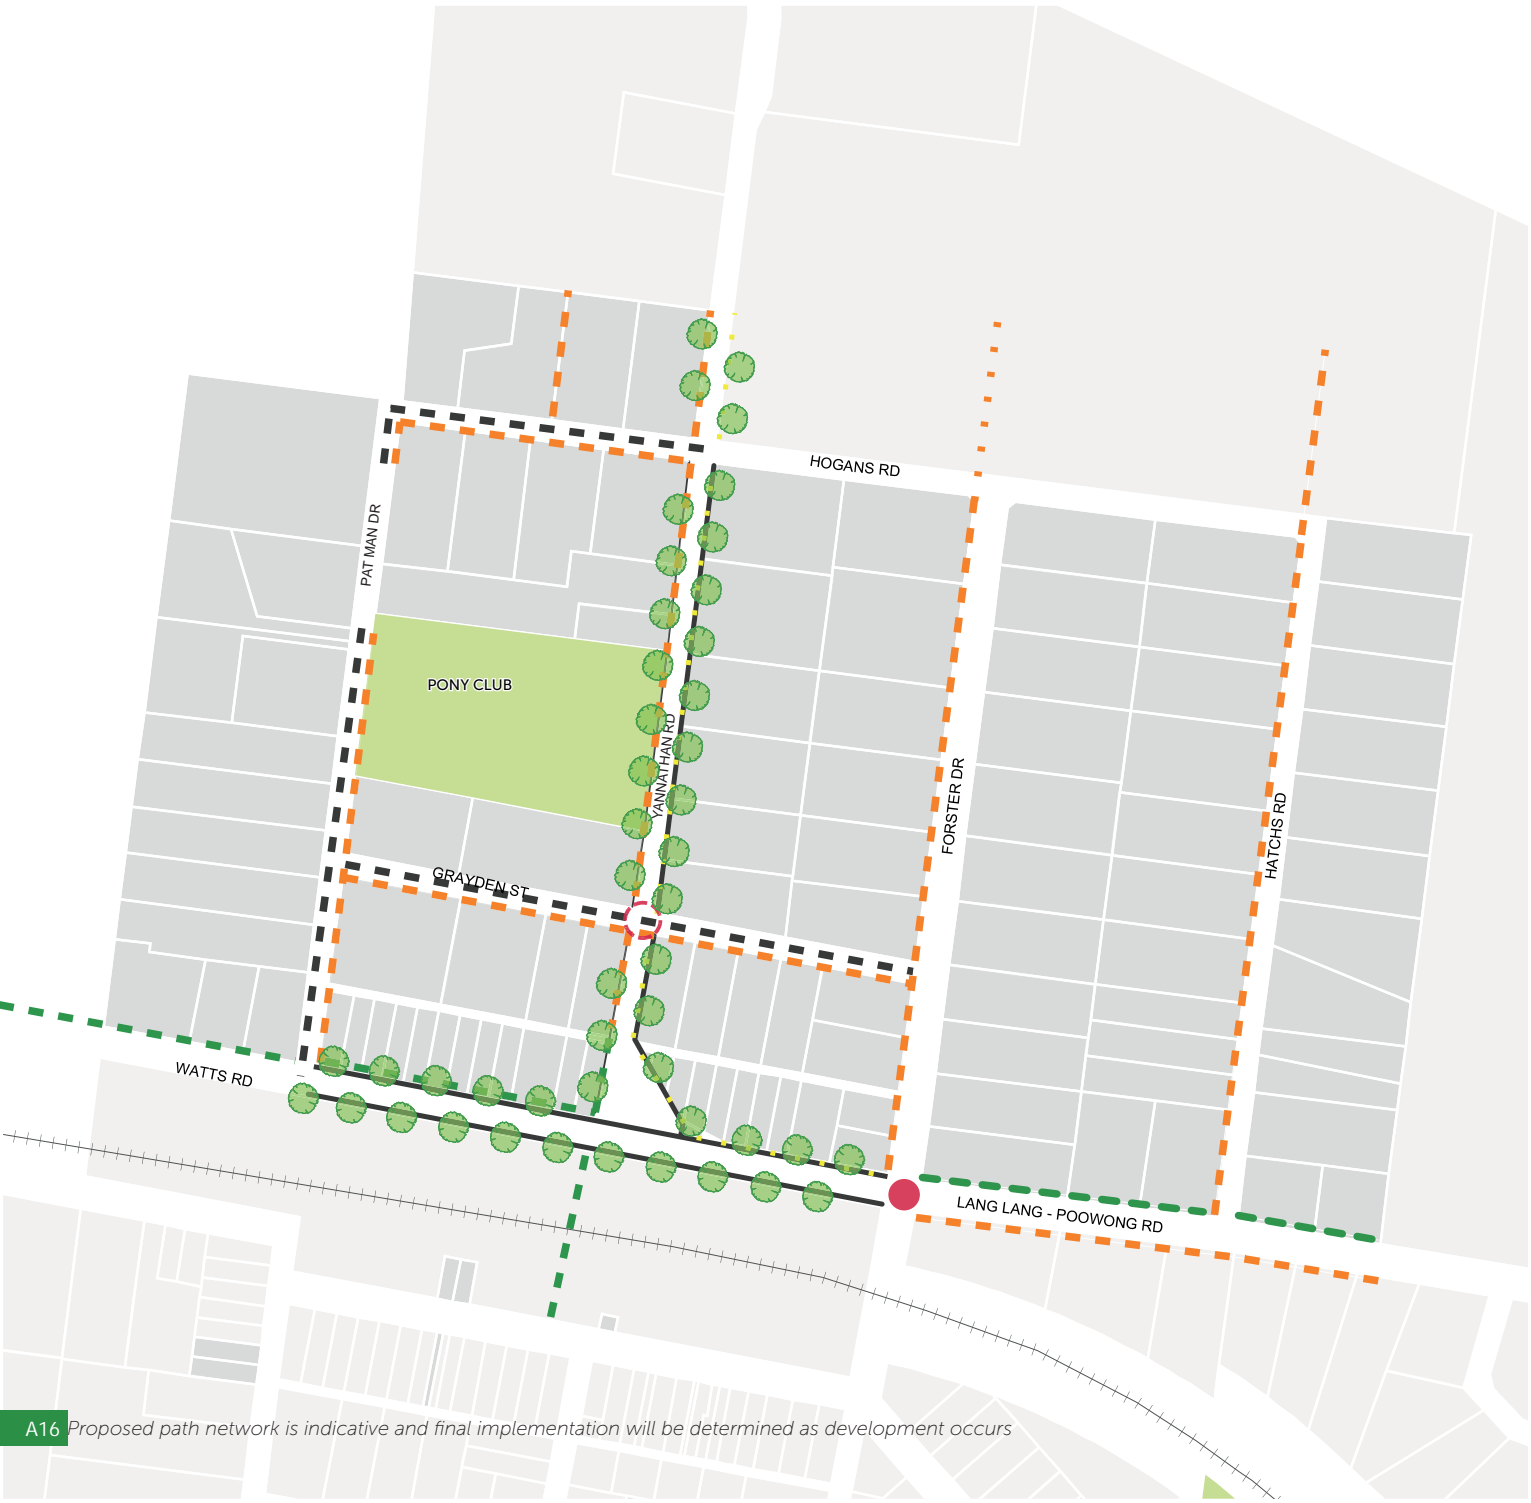 HOGANS RD
PAT MAN DR
PONY CLUB
YANNATHAN RD
FORSTER DR
HATCHS RD
GRAYDEN ST
WATTS RD
LANG LANG - POOWONG RD
A16 Proposed path network is indicative and final implementation will be determined as development occurs